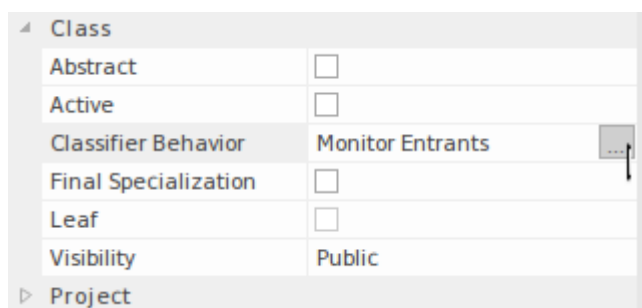 Class
Abstract
Active
Classifier Behavior Monitor Entrants ...
Final Specialization
Leaf
Visibility Public
Project